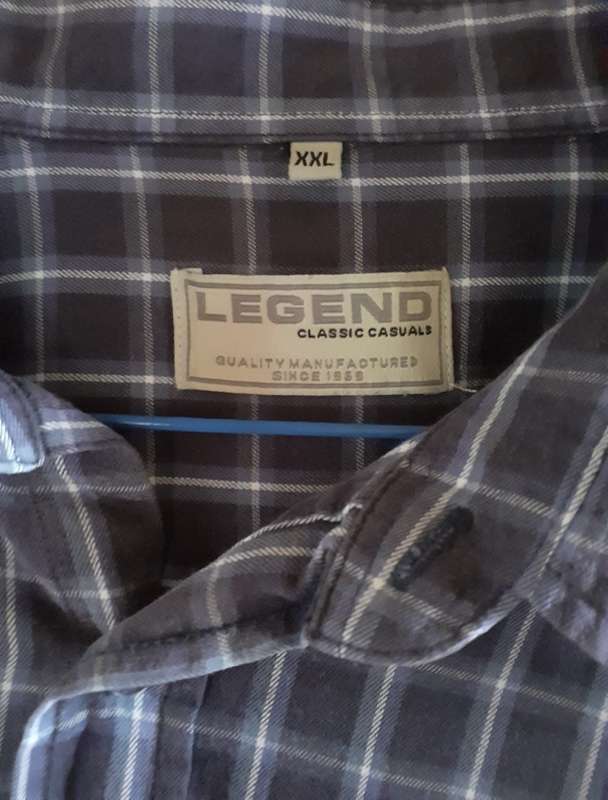 XXL
LEGEND
CLASSIC CASUALS
QUALITY MANUFACTURED
SINCE 1959